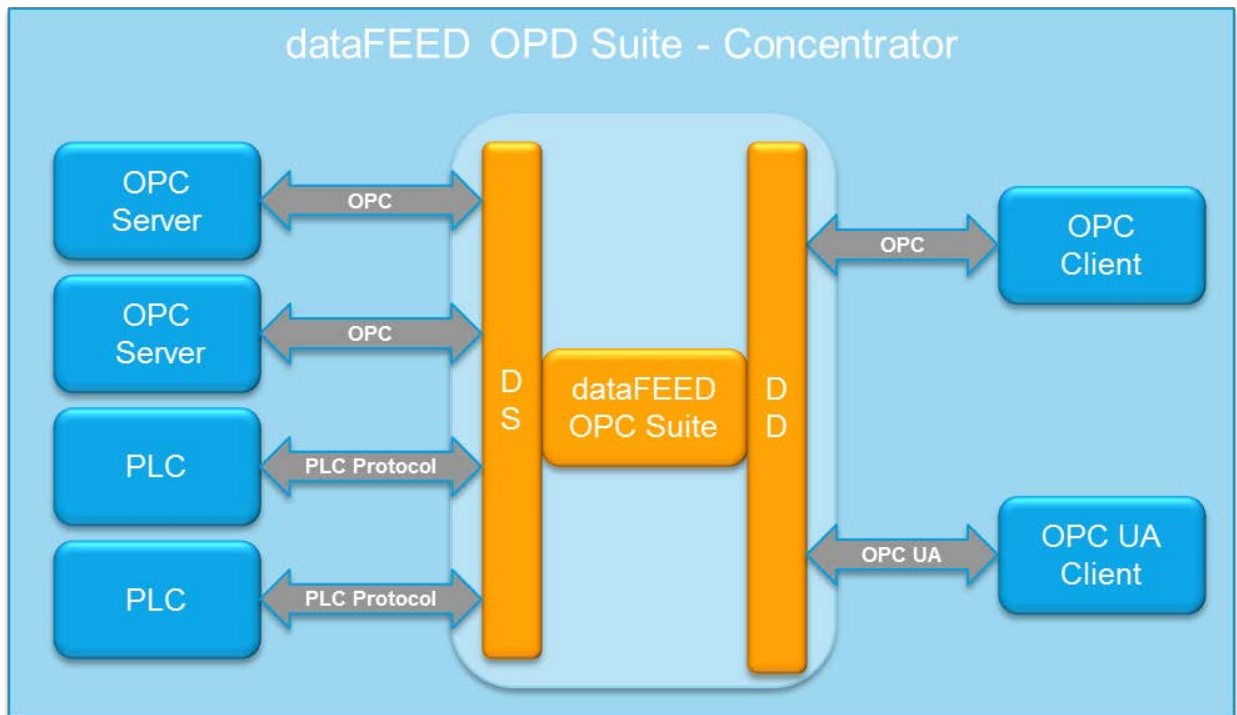 dataFEED OPD Suite - Concentrator
OPC
Server
OPC
OPC
Server
OPC
PLC
PLC Protocol
PLC
PLC Protocol
D
S
dataFEED
OPC Suite
D
D
OPC
OPC
Client
OPC UA
OPC UA
Client